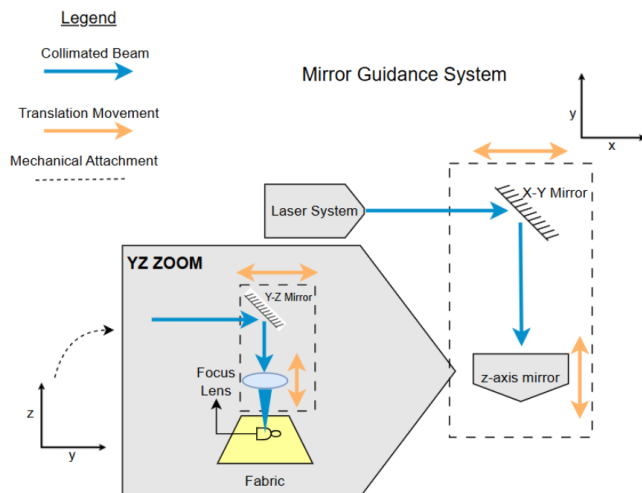 Legend
Collimated Beam
Mirror Guidance System
Translation Movement
Mechanical Attachment
y
x
X-Y Mirror
Laser System
YZ ZOOM
Y-Z Mirror
Focus
Lens
z-axis mirror
z
y
Fabric